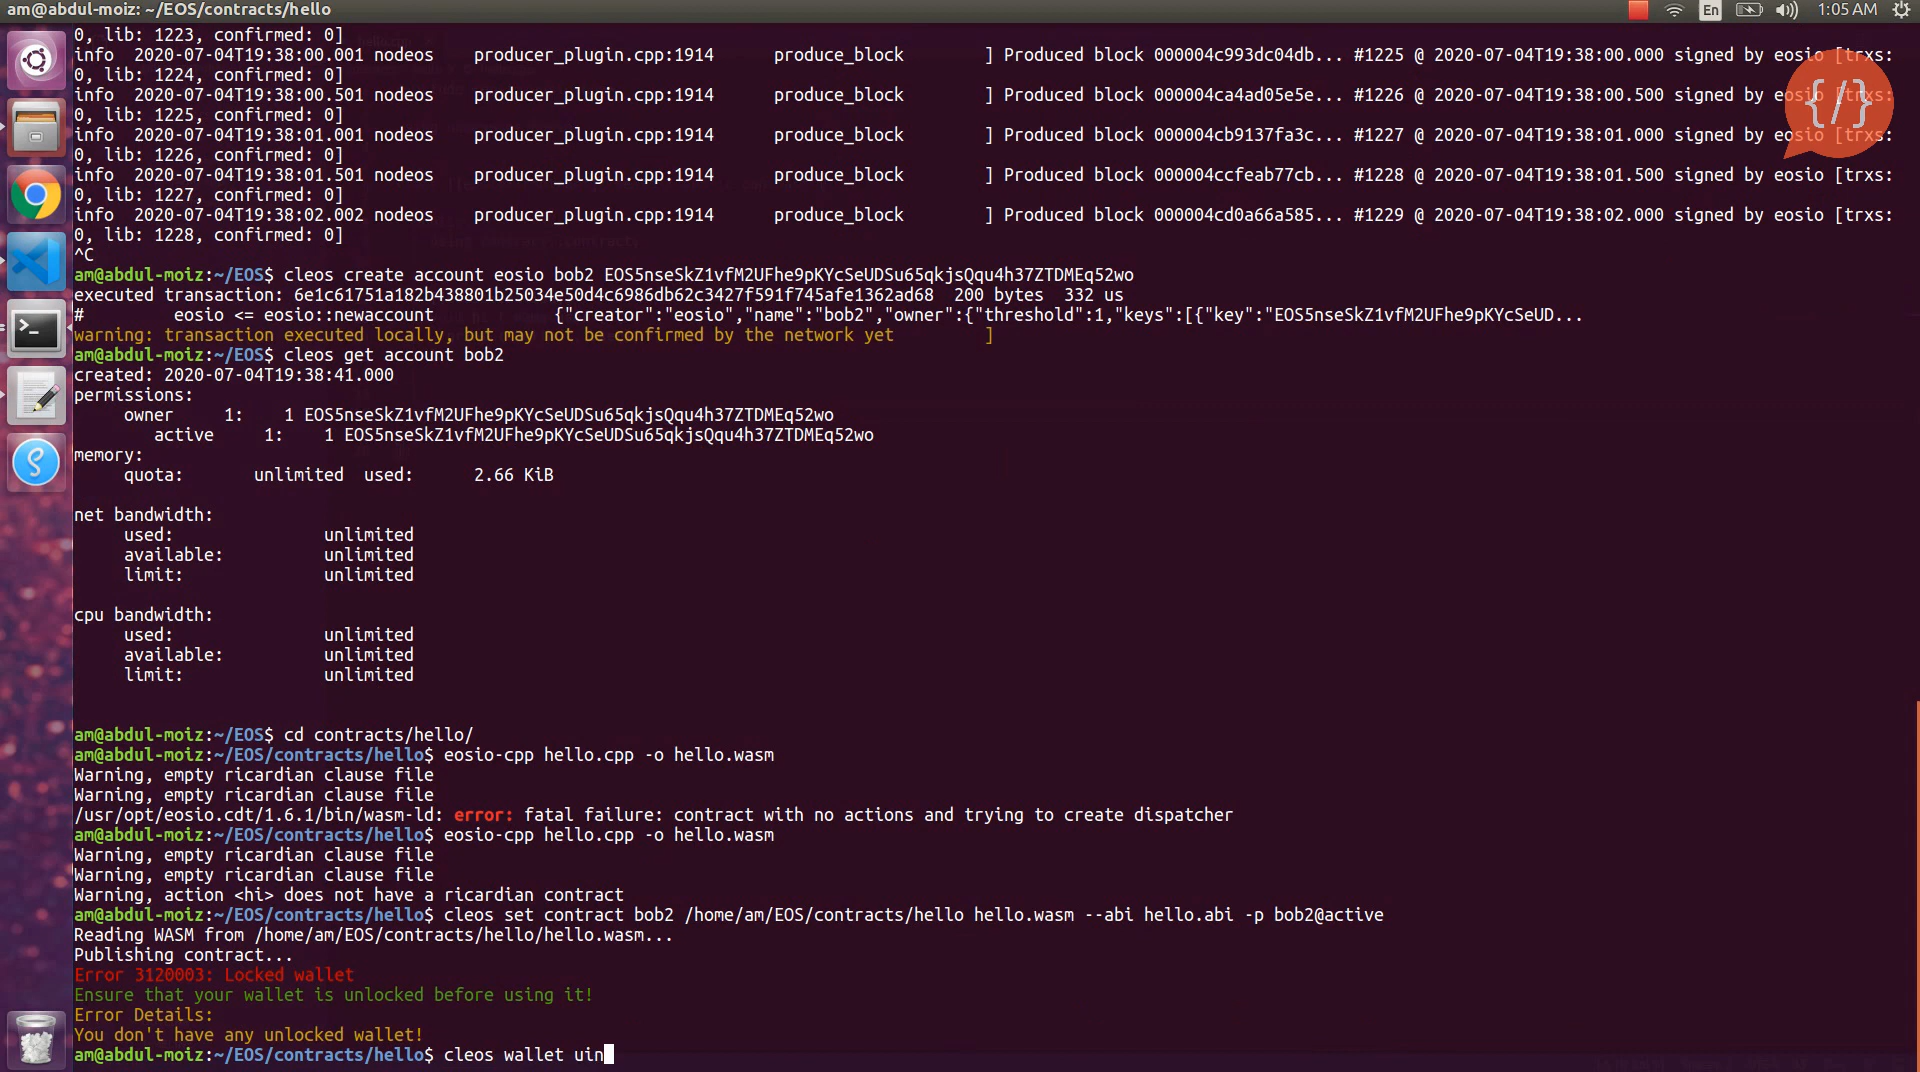 am@abdul-moiz: ~/EOS/contracts/hello
En
1:05 AM
0, lib: 1223, confirmed: 0]
info  2020-07-04T19:38:00.001 nodeos    producer_plugin.cpp:1914      produce_block        ] Produced block 000004c993dc04db... #1225 @ 2020-07-04T19:38:00.000 signed by eosio [trxs:
0, lib: 1224, confirmed: 0]
info  2020-07-04T19:38:00.501 nodeos    producer_plugin.cpp:1914      produce_block        ] Produced block 000004ca4ad05e5e... #1226 @ 2020-07-04T19:38:00.500 signed by eosio [trxs:
0, lib: 1225, confirmed: 0]
info  2020-07-04T19:38:01.001 nodeos    producer_plugin.cpp:1914      produce_block        ] Produced block 000004cb9137fa3c... #1227 @ 2020-07-04T19:38:01.000 signed by eosio [trxs:
0, lib: 1226, confirmed: 0]
info  2020-07-04T19:38:01.501 nodeos    producer_plugin.cpp:1914      produce_block        ] Produced block 000004ccfeab77cb... #1228 @ 2020-07-04T19:38:01.500 signed by eosio [trxs:
0, lib: 1227, confirmed: 0]
info  2020-07-04T19:38:02.002 nodeos    producer_plugin.cpp:1914      produce_block        ] Produced block 000004cd0a66a585... #1229 @ 2020-07-04T19:38:02.000 signed by eosio [trxs:
0, lib: 1228, confirmed: 0]
^C
am@abdul-moiz:~/EOS$ cleos create account eosio bob2 EOS5nseSkZ1vfM2UFhe9pKYcSeUDSu65qkjsQqu4h37ZTDMEq52wo
executed transaction: 6e1c61751a182b438801b25034e50d4c6986db62c3427f591f745afe1362ad68  200 bytes  332 us
#         eosio <= eosio::newaccount            {"creator":"eosio","name":"bob2","owner":{"threshold":1,"keys":[{"key":"EOS5nseSkZ1vfM2UFhe9pKYcSeUD...
warning: transaction executed locally, but may not be confirmed by the network yet         ]
am@abdul-moiz:~/EOS$ cleos get account bob2
created: 2020-07-04T19:38:41.000
permissions:
     owner     1:    1 EOS5nseSkZ1vfM2UFhe9pKYcSeUDSu65qkjsQqu4h37ZTDMEq52wo
        active     1:    1 EOS5nseSkZ1vfM2UFhe9pKYcSeUDSu65qkjsQqu4h37ZTDMEq52wo
memory:
     quota:       unlimited  used:      2.66 KiB
net bandwidth:
     used:               unlimited
     available:          unlimited
     limit:              unlimited
cpu bandwidth:
     used:               unlimited
     available:          unlimited
     limit:              unlimited
am@abdul-moiz:~/EOS$ cd contracts/hello/
am@abdul-moiz:~/EOS/contracts/hello$ eosio-cpp hello.cpp -o hello.wasm
Warning, empty ricardian clause file
Warning, empty ricardian clause file
/usr/opt/eosio.cdt/1.6.1/bin/wasm-ld: error: fatal failure: contract with no actions and trying to create dispatcher
am@abdul-moiz:~/EOS/contracts/hello$ eosio-cpp hello.cpp -o hello.wasm
Warning, empty ricardian clause file
Warning, empty ricardian clause file
Warning, action <hi> does not have a ricardian contract
am@abdul-moiz:~/EOS/contracts/hello$ cleos set contract bob2 /home/am/EOS/contracts/hello hello.wasm --abi hello.abi -p bob2@active
Reading WASM from /home/am/EOS/contracts/hello/hello.wasm...
Publishing contract...
Error 3120003: Locked wallet
Ensure that your wallet is unlocked before using it!
Error Details:
You don't have any unlocked wallet!
am@abdul-moiz:~/EOS/contracts/hello$ cleos wallet uin